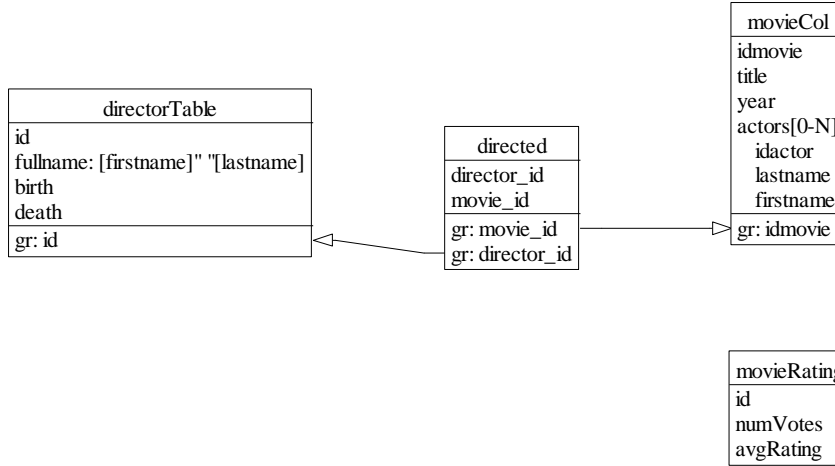 directorTable
id
fullname: [firstname]" "[lastname]
birth
death
gr: id
directed
director_id
movie_id
gr: movie_id
gr: director_id
movieCol
idmovie
title
year
actors[0-N]
idactor
lastname
firstname
gr: idmovie
movieRating
id
numVotes
avgRating